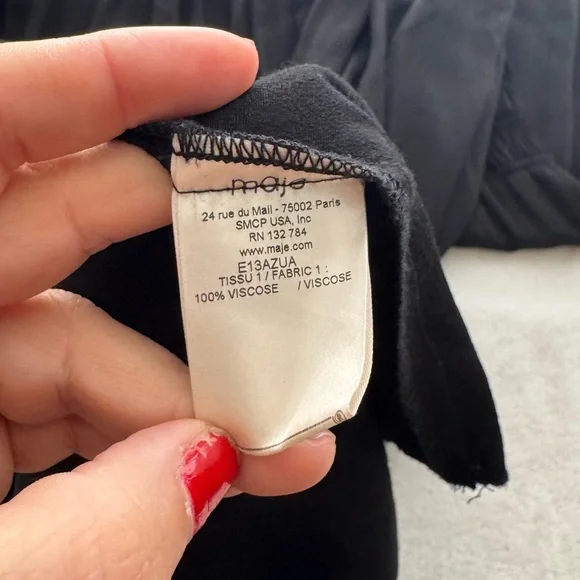 maje
24 rue du Mail - 75002 Paris
SMCP USA, Inc
RN 132 784
www.maje.com
E13AZUA
TISSU 1 / FABRIC 1 :
100% VISCOSE / VISCOSE